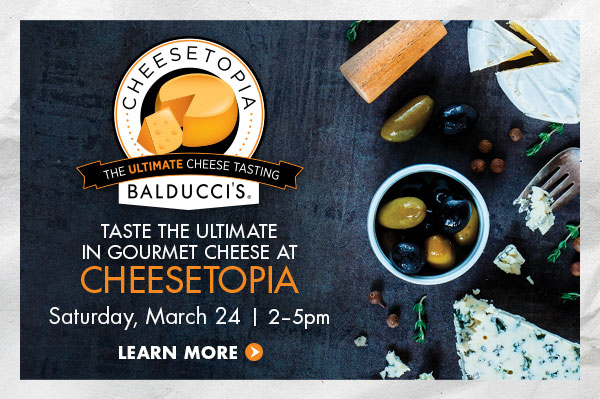 CHEESETOPIA
THE ULTIMATE CHEESE TASTING
BALDUCCI'S®
TASTE THE ULTIMATE
IN GOURMET CHEESE AT
CHEESETOPIA
Saturday, March 24 | 2–5pm
LEARN MORE